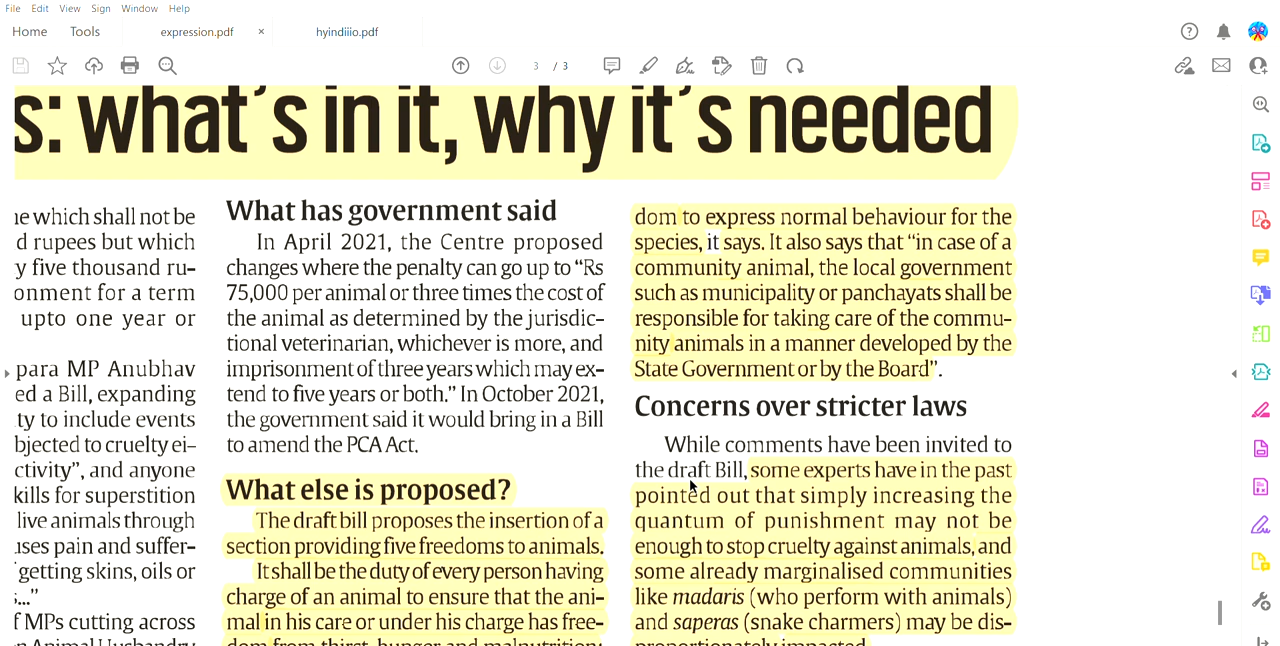 File Edit View Sign Window Help
Home Tools expression.pdf × hyindiiio.pdf
3 / 3
s: what's in it, why it's needed
which shall not be
d rupees but which
y five thousand ru-
onment for a term
upto one year or
para MP Anubhav
ed a Bill, expanding
ty to include events
bjected to cruelty ei-
ctivity”, and anyone
kills for superstition
live animals through
uses pain and suffer-
getting skins, oils or
...”
f MPs cutting across
n Animal Husbandry
What has government said
In April 2021, the Centre proposed
changes where the penalty can go up to “Rs
75,000 per animal or three times the cost of
the animal as determined by the jurisdic-
tional veterinarian, whichever is more, and
imprisonment of three years which may ex-
tend to five years or both.” In October 2021,
the government said it would bring in a Bill
to amend the PCA Act.
What else is proposed?
The draft bill proposes the insertion of a
section providing five freedoms to animals.
It shall be the duty of every person having
charge of an animal to ensure that the ani-
mal in his care or under his charge has free-
dom from thirst, hunger and malnutrition;
dom to express normal behaviour for the
species, it says. It also says that “in case of a
community animal, the local government
such as municipality or panchayats shall be
responsible for taking care of the commu-
nity animals in a manner developed by the
State Government or by the Board”.
Concerns over stricter laws
While comments have been invited to
the draft Bill, some experts have in the past
pointed out that simply increasing the
quantum of punishment may not be
enough to stop cruelty against animals, and
some already marginalised communities
like madaris (who perform with animals)
and saperas (snake charmers) may be dis-
proportionately impacted.